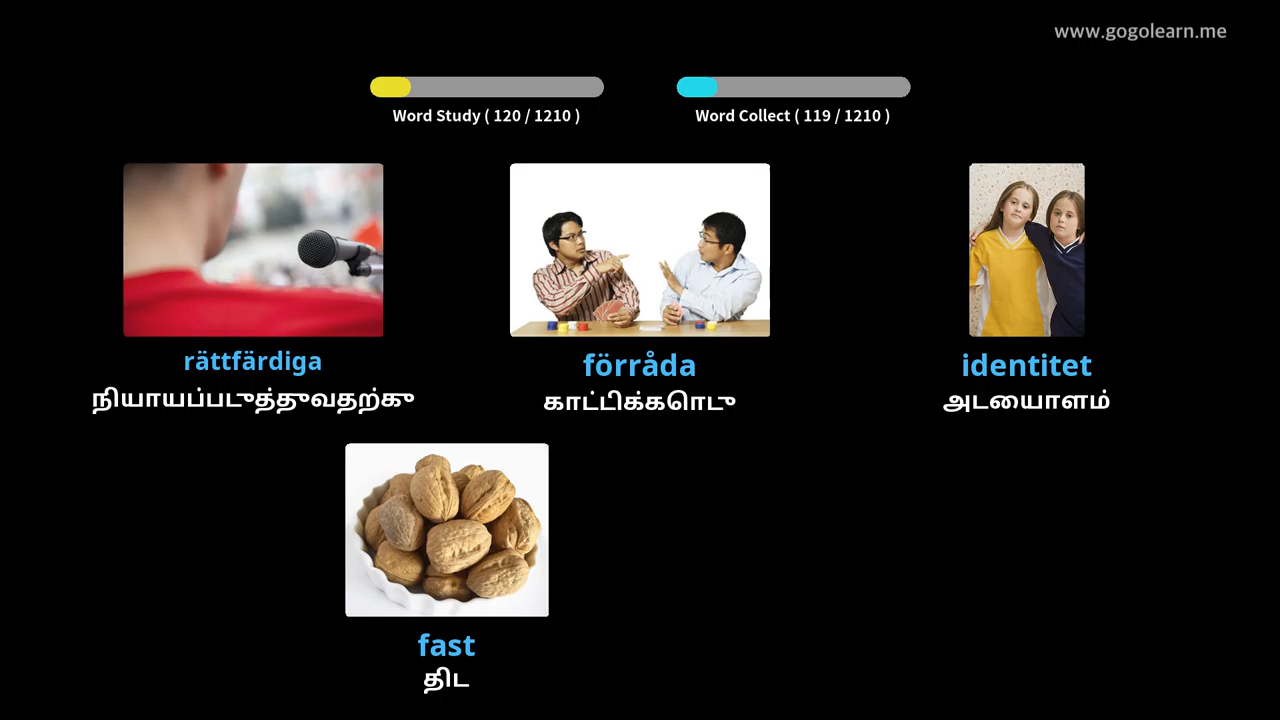 www.gogolearn.me
Word Study ( 120 / 1210 )
Word Collect ( 119 / 1210 )
rättfärdiga
நியாயப்படுத்துவதற்கு
förråda
காட்டிக்கொடு
identitet
அடையாளம்
fast
திட